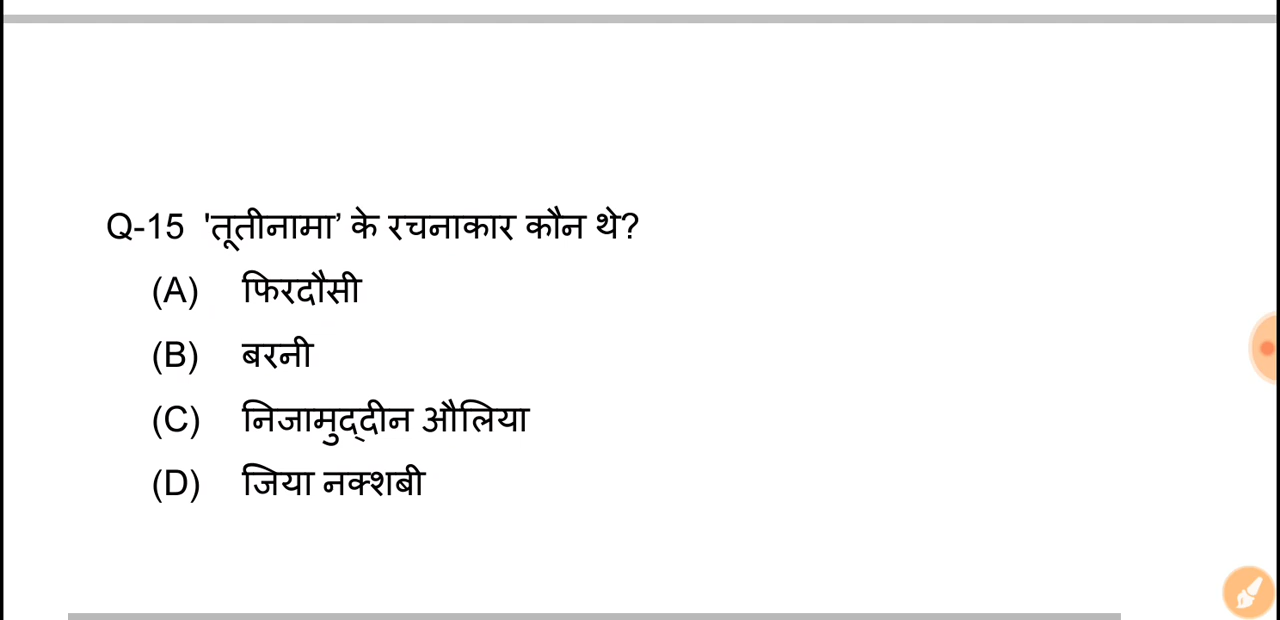 Q-15 'तूतीनामा’ के रचनाकार कौन थे?
(A) फिरदौसी
(B) बरनी
(C) निजामुद्दीन औलिया
(D) जिया नक्शबी